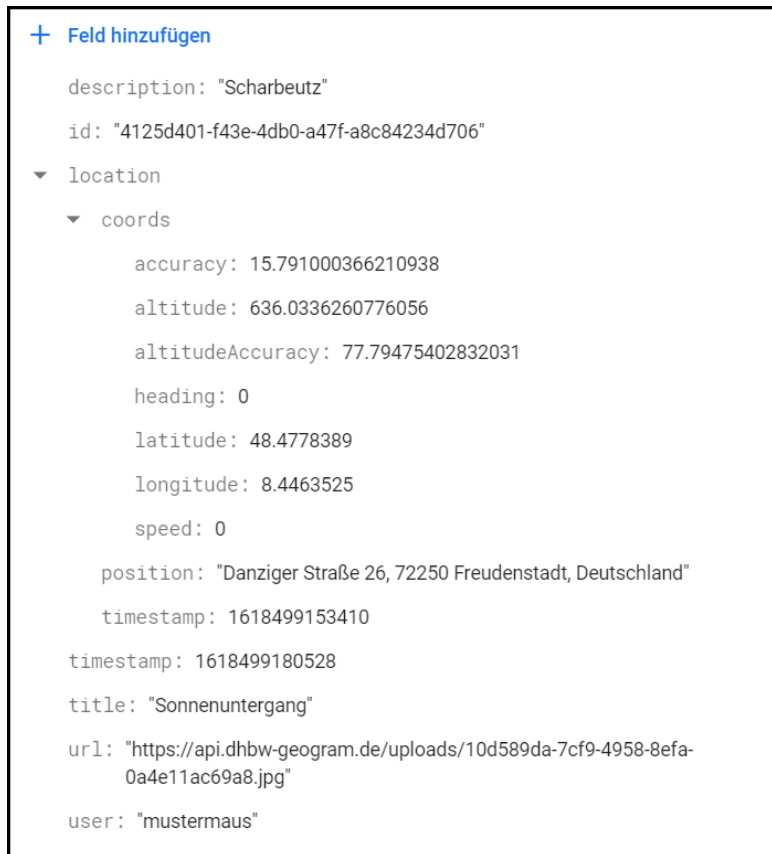 + Feld hinzufügen
description: "Scharbeutz"
id: "4125d401-f43e-4db0-a47f-a8c84234d706"
location
coords
accuracy: 15.791000366210938
altitude: 636.0336260776056
altitudeAccuracy: 77.79475402832031
heading: 0
latitude: 48.4778389
longitude: 8.4463525
speed: 0
position: "Danziger Straße 26, 72250 Freudenstadt, Deutschland"
timestamp: 1618499153410
timestamp: 1618499180528
title: "Sonnenuntergang"
url: "https://api.dhbw-geogram.de/uploads/10d589da-7cf9-4958-8efa-
0a4e11ac69a8.jpg"
user: "mustermaus"